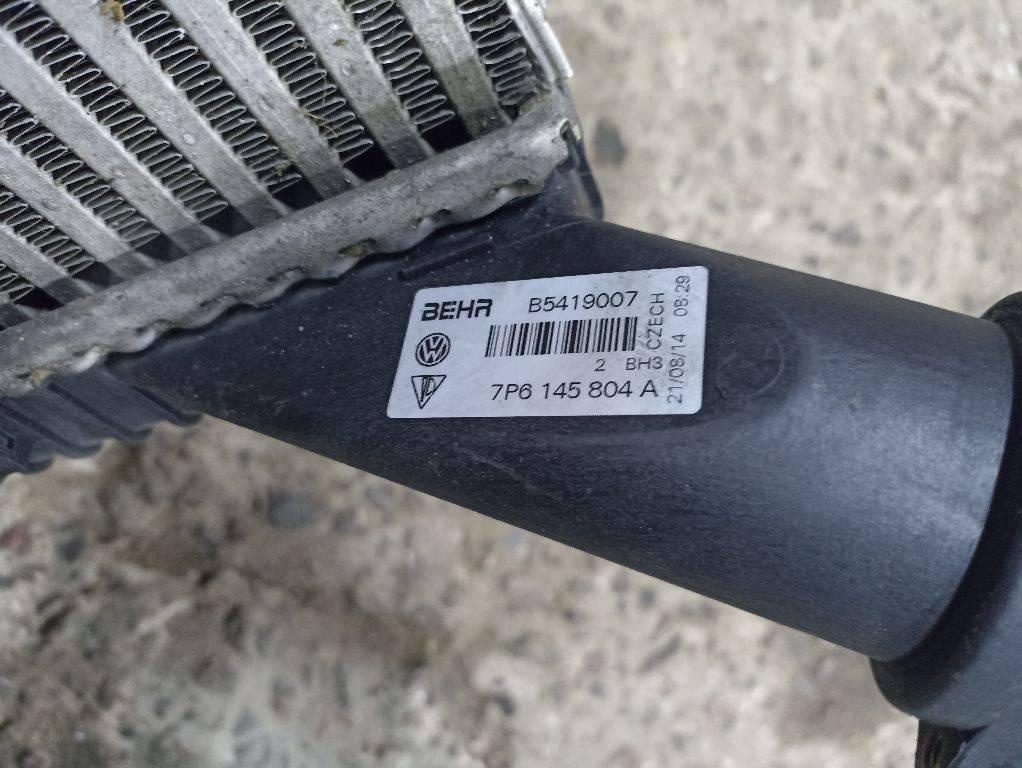 BEHR B5419007
2 BH3
7P6 145 804 A
CZECH
21/08/14 08:29